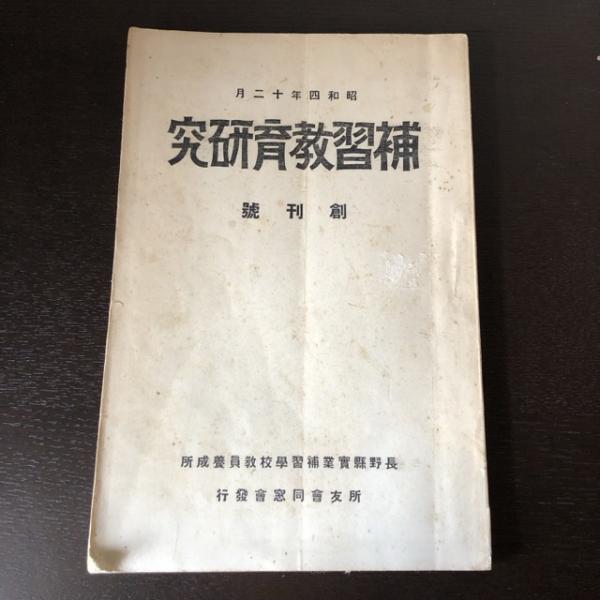 昭和四年十二月
補習教育研究
創刊號
長野縣實業補習學校教員養成所
所友會同窓會發行